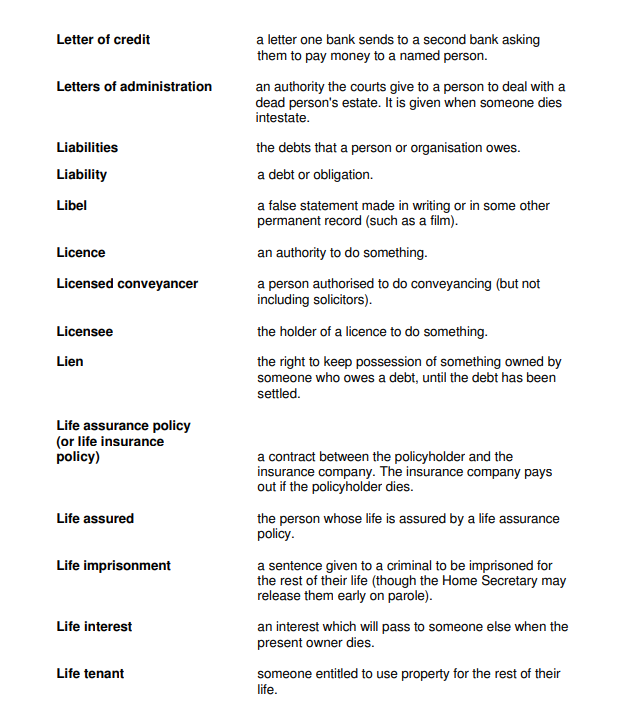 Letter of credit a letter one bank sends to a second bank asking
them to pay money to a named person.
Letters of administration an authority the courts give to a person to deal with a
dead person's estate. It is given when someone dies
intestate.
Liabilities the debts that a person or organisation owes.
Liability a debt or obligation.
Libel a false statement made in writing or in some other
permanent record (such as a film).
Licence an authority to do something.
Licensed conveyancer a person authorised to do conveyancing (but not
including solicitors).
Licensee the holder of a licence to do something.
Lien the right to keep possession of something owned by
someone who owes a debt, until the debt has been
settled.
Life assurance policy
(or life insurance
policy) a contract between the policyholder and the
insurance company. The insurance company pays
out if the policyholder dies.
Life assured the person whose life is assured by a life assurance
policy.
Life imprisonment a sentence given to a criminal to be imprisoned for
the rest of their life (though the Home Secretary may
release them early on parole).
Life interest an interest which will pass to someone else when the
present owner dies.
Life tenant someone entitled to use property for the rest of their
life.